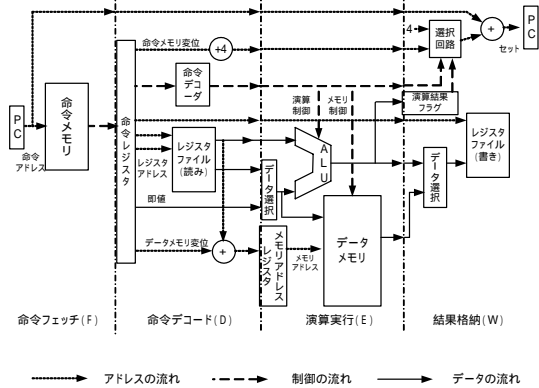 P
C
命令
アドレス
命令メモリ
命令レジスタ
命令メモリ変位
+4
命令
デコーダ
レジスタ
アドレス
レジスタ
ファイル
(読み)
即値
データメモリ変位
+
データ選択
メモリアドレス
レジスタ
演算
制御
メモリ
制御
ALU
メモリ
アドレス
データ
メモリ
4
選択
回路
演算結果
フラグ
データ選択
+
セット
P
C
レジスタ
ファイル
(書き)
命令フェッチ(F)
命令デコード(D)
演算実行(E)
結果格納(W)
アドレスの流れ
制御の流れ
データの流れ